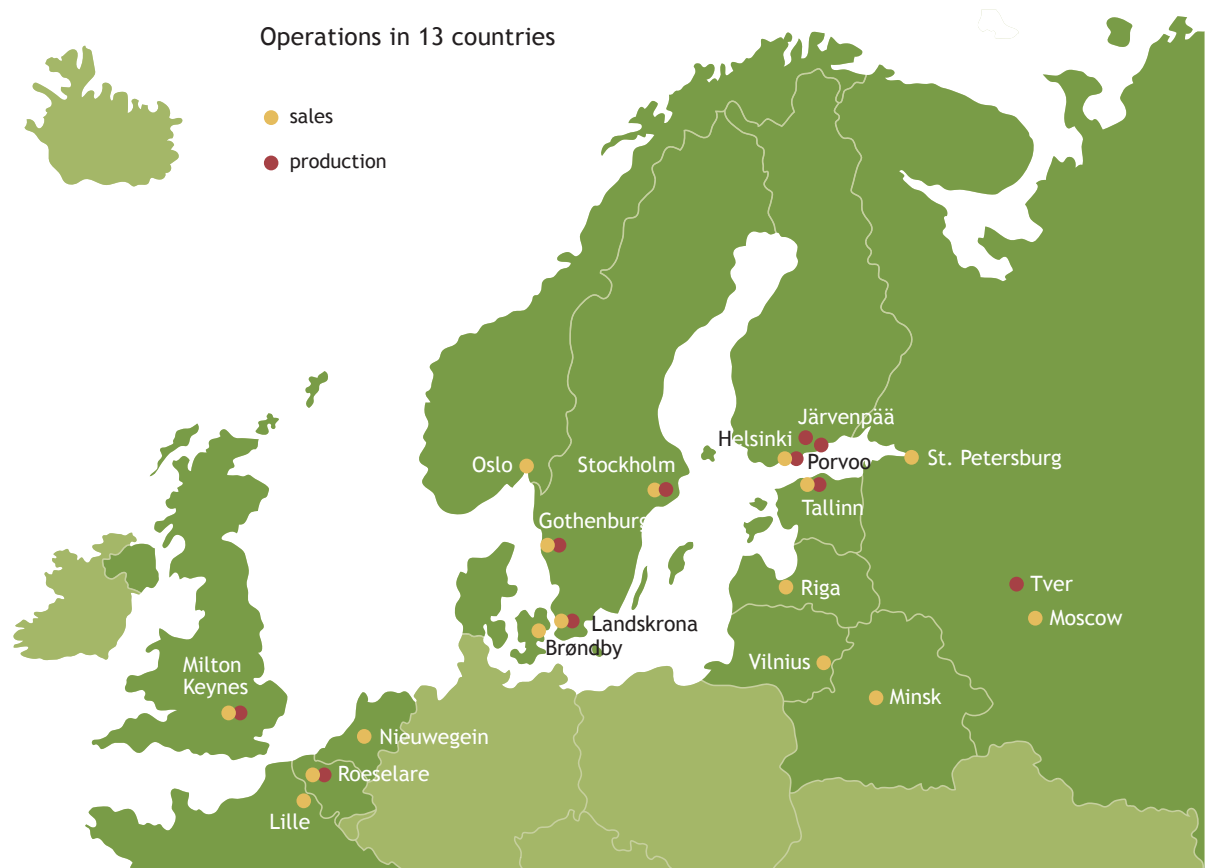 Operations in 13 countries
sales
production
Järvenpää
Helsinki
Porvoo
St. Petersburg
Oslo
Stockholm
Tallinn
Gothenburg
Riga
Tver
Moscow
Landskrona
Brøndby
Vilnius
Minsk
Milton
Keynes
Nieuwegein
Roeselare
Lille